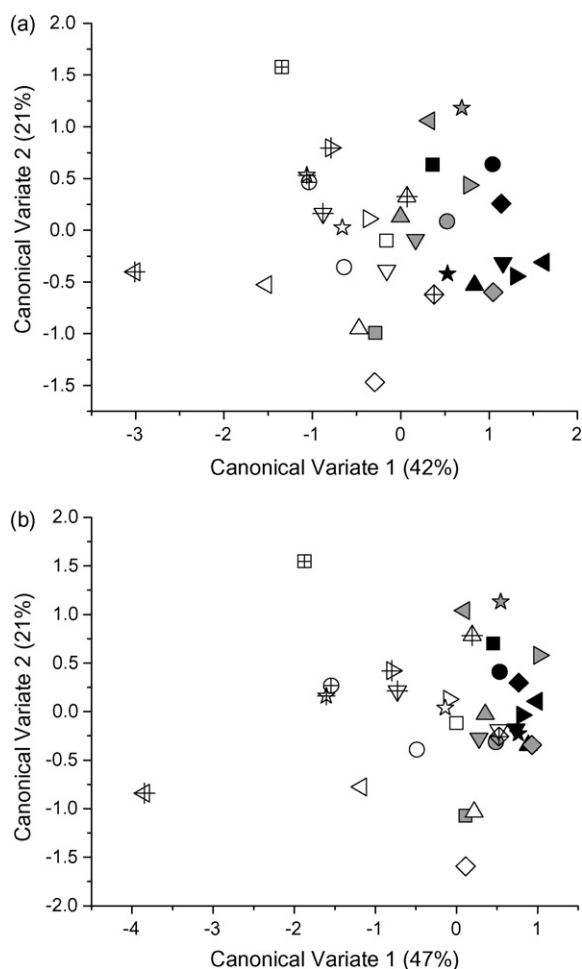 (a)
2.0
1.5
1.0
0.5
0.0
-0.5
-1.0
-1.5
Canonical Variate 2 (21%)
-3 -2 -1 0 1 2
Canonical Variate 1 (42%)
(b)
2.0
1.5
1.0
0.5
0.0
-0.5
-1.0
-1.5
-2.0
Canonical Variate 2 (21%)
-4 -3 -2 -1 0 1
Canonical Variate 1 (47%)